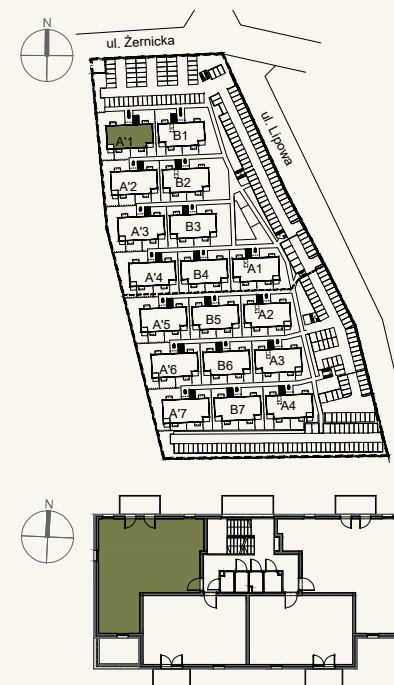 N
ul. Żernicka
ul. Lipowa
A'1 B1
A'2 B2
A'3 B3
A'4 B4 A1
A'5 B5 A2
A'6 B6 A3
A'7 B7 A4
N